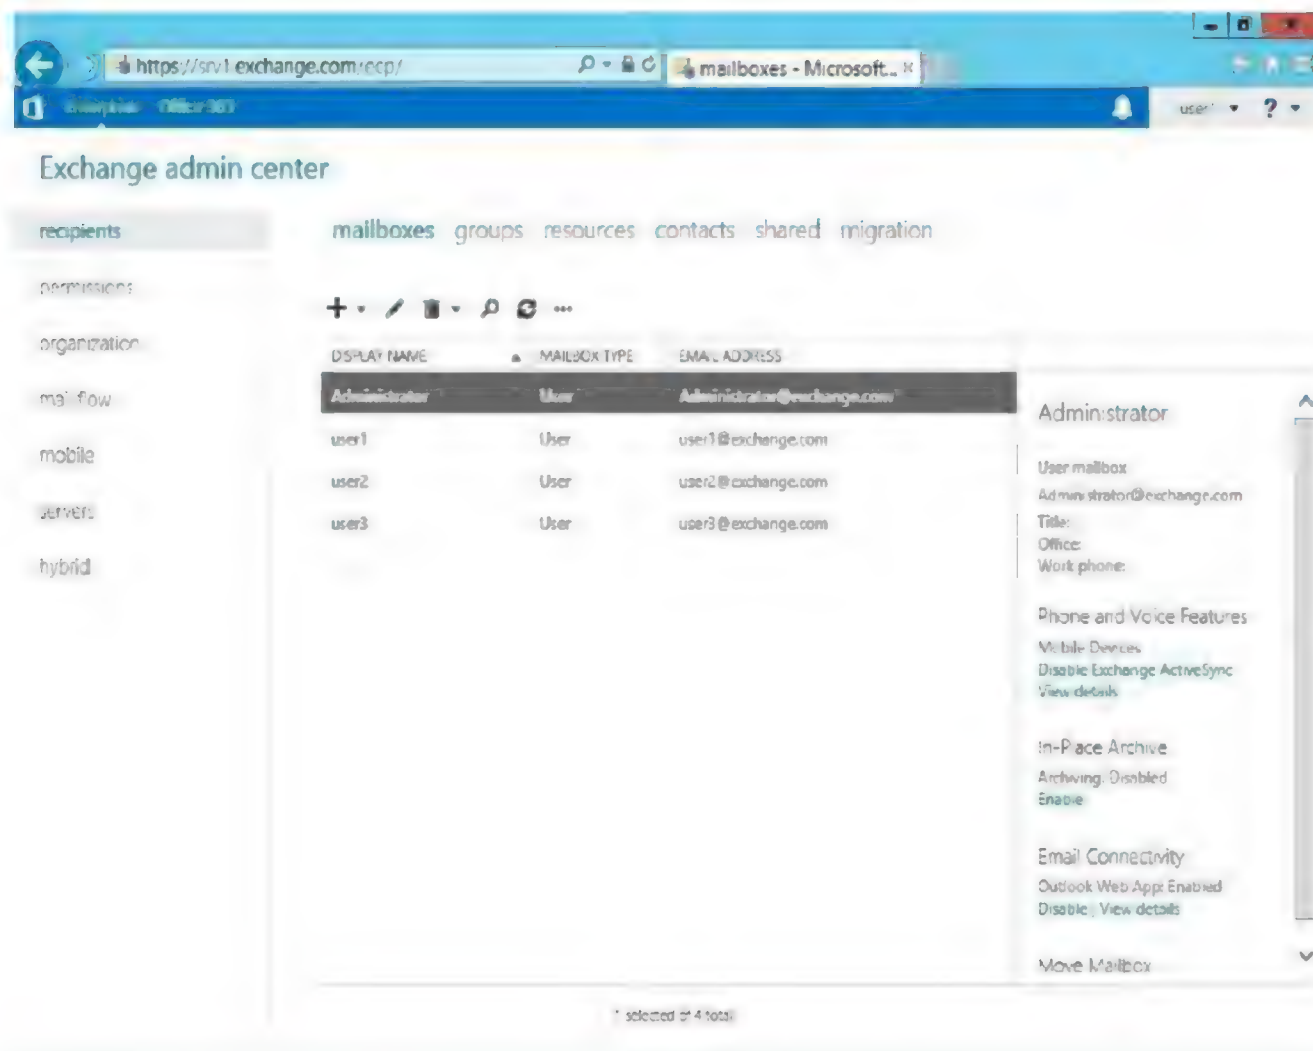 https://srv1.exchange.com/ecp/ mailboxes - Microsoft...
Enterprise Office 365 ?
Exchange admin center
recipients
permissions
organization
mail flow
mobile
servers
hybrid
mailboxes groups resources contacts shared migration
DISPLAY NAME MAILBOX TYPE EMAIL ADDRESS
Administrator User Administrator@exchange.com
user1 User user1@exchange.com
user2 User user2@exchange.com
user3 User user3@exchange.com
Administrator
User mailbox
Administrator@exchange.com
Title:
Office:
Work phone:
Phone and Voice Features
Mobile Devices
Disable Exchange ActiveSync
View details
In-Place Archive
Archiving: Disabled
Enable
Email Connectivity
Outlook Web App: Enabled
Disable | View details
Move Mailbox
1 selected of 4 total